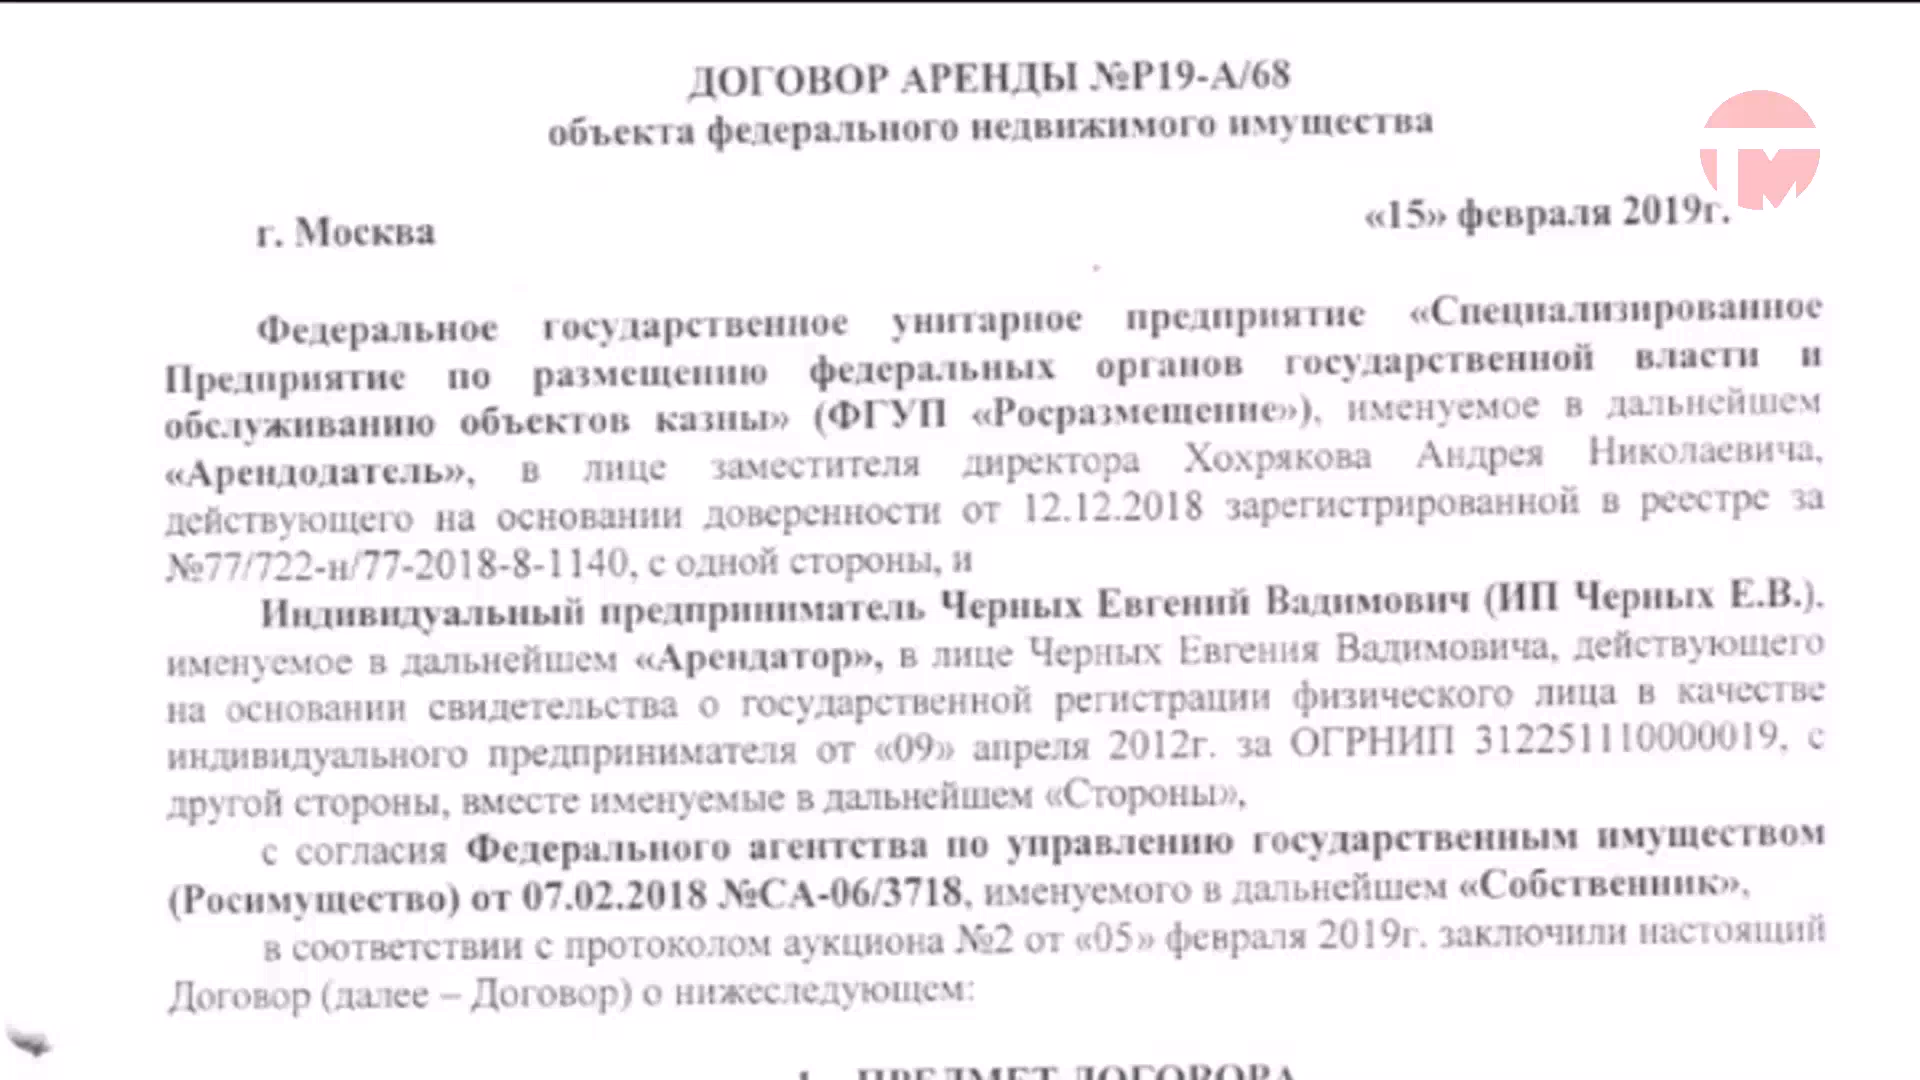 ДОГОВОР АРЕНДЫ №Р19-А/68
объекта федерального недвижимого имущества
ТМ
г. Москва «15» февраля 2019г.
Федеральное государственное унитарное предприятие «Специализированное
Предприятие по размещению федеральных органов государственной власти и
обслуживанию объектов казны» (ФГУП «Росразмещение»), именуемое в дальнейшем
«Арендодатель», в лице заместителя директора Хохрякова Андрея Николаевича,
действующего на основании доверенности от 12.12.2018 зарегистрированной в реестре за
№77/722-н/77-2018-8-1140, с одной стороны, и
Индивидуальный предприниматель Черных Евгений Вадимович (ИП Черных Е.В.),
именуемое в дальнейшем «Арендатор», в лице Черных Евгения Вадимовича, действующего
на основании свидетельства о государственной регистрации физического лица в качестве
индивидуального предпринимателя от «09» апреля 2012г. за ОГРНИП 312251110000019, с
другой стороны, вместе именуемые в дальнейшем «Стороны»,
с согласия Федерального агентства по управлению государственным имуществом
(Росимущество) от 07.02.2018 №СА-06/3718, именуемого в дальнейшем «Собственник»,
в соответствии с протоколом аукциона №2 от «05» февраля 2019г. заключили настоящий
Договор (далее – Договор) о нижеследующем:
1. ПРЕДМЕТ ДОГОВОРА